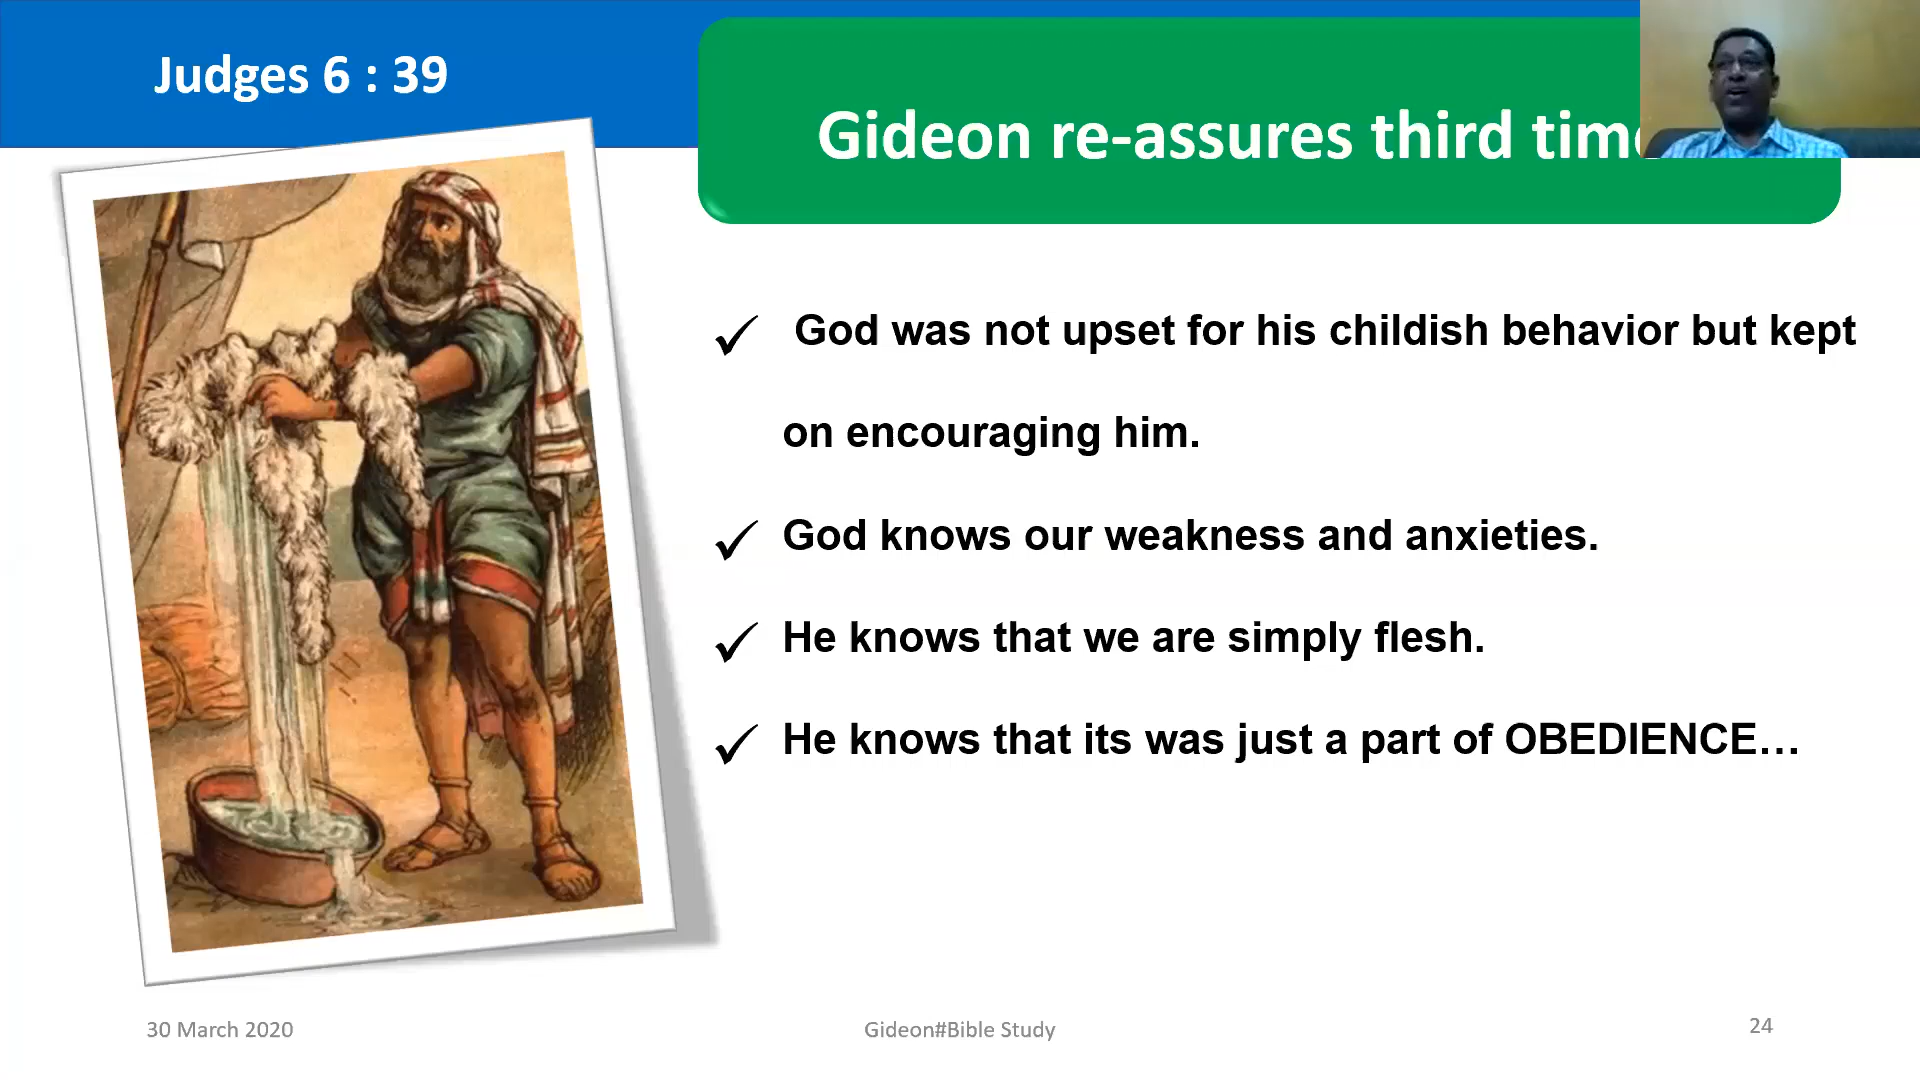 Judges 6 : 39
Gideon re-assures third time
✓ God was not upset for his childish behavior but kept
on encouraging him.
✓ God knows our weakness and anxieties.
✓ He knows that we are simply flesh.
✓ He knows that its was just a part of OBEDIENCE…
30 March 2020
Gideon#Bible Study
24